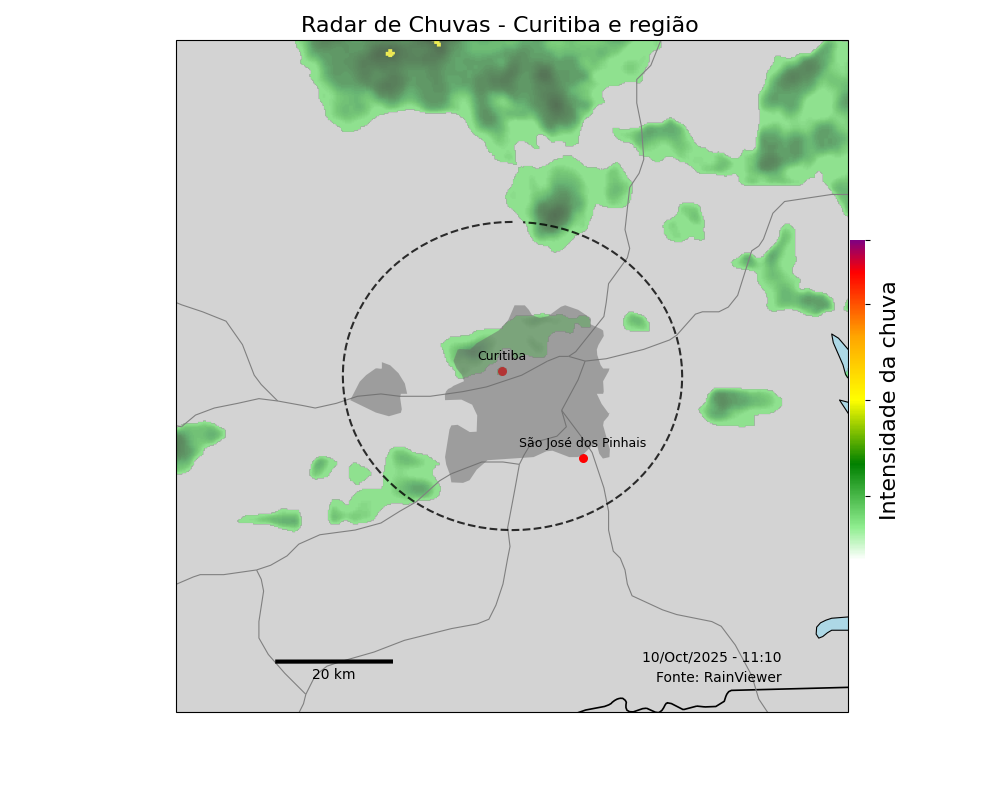 Radar de Chuvas - Curitiba e região
Curitiba
São José dos Pinhais
Intensidade da chuva
10/Oct/2025 - 11:10
Fonte: RainViewer
20 km